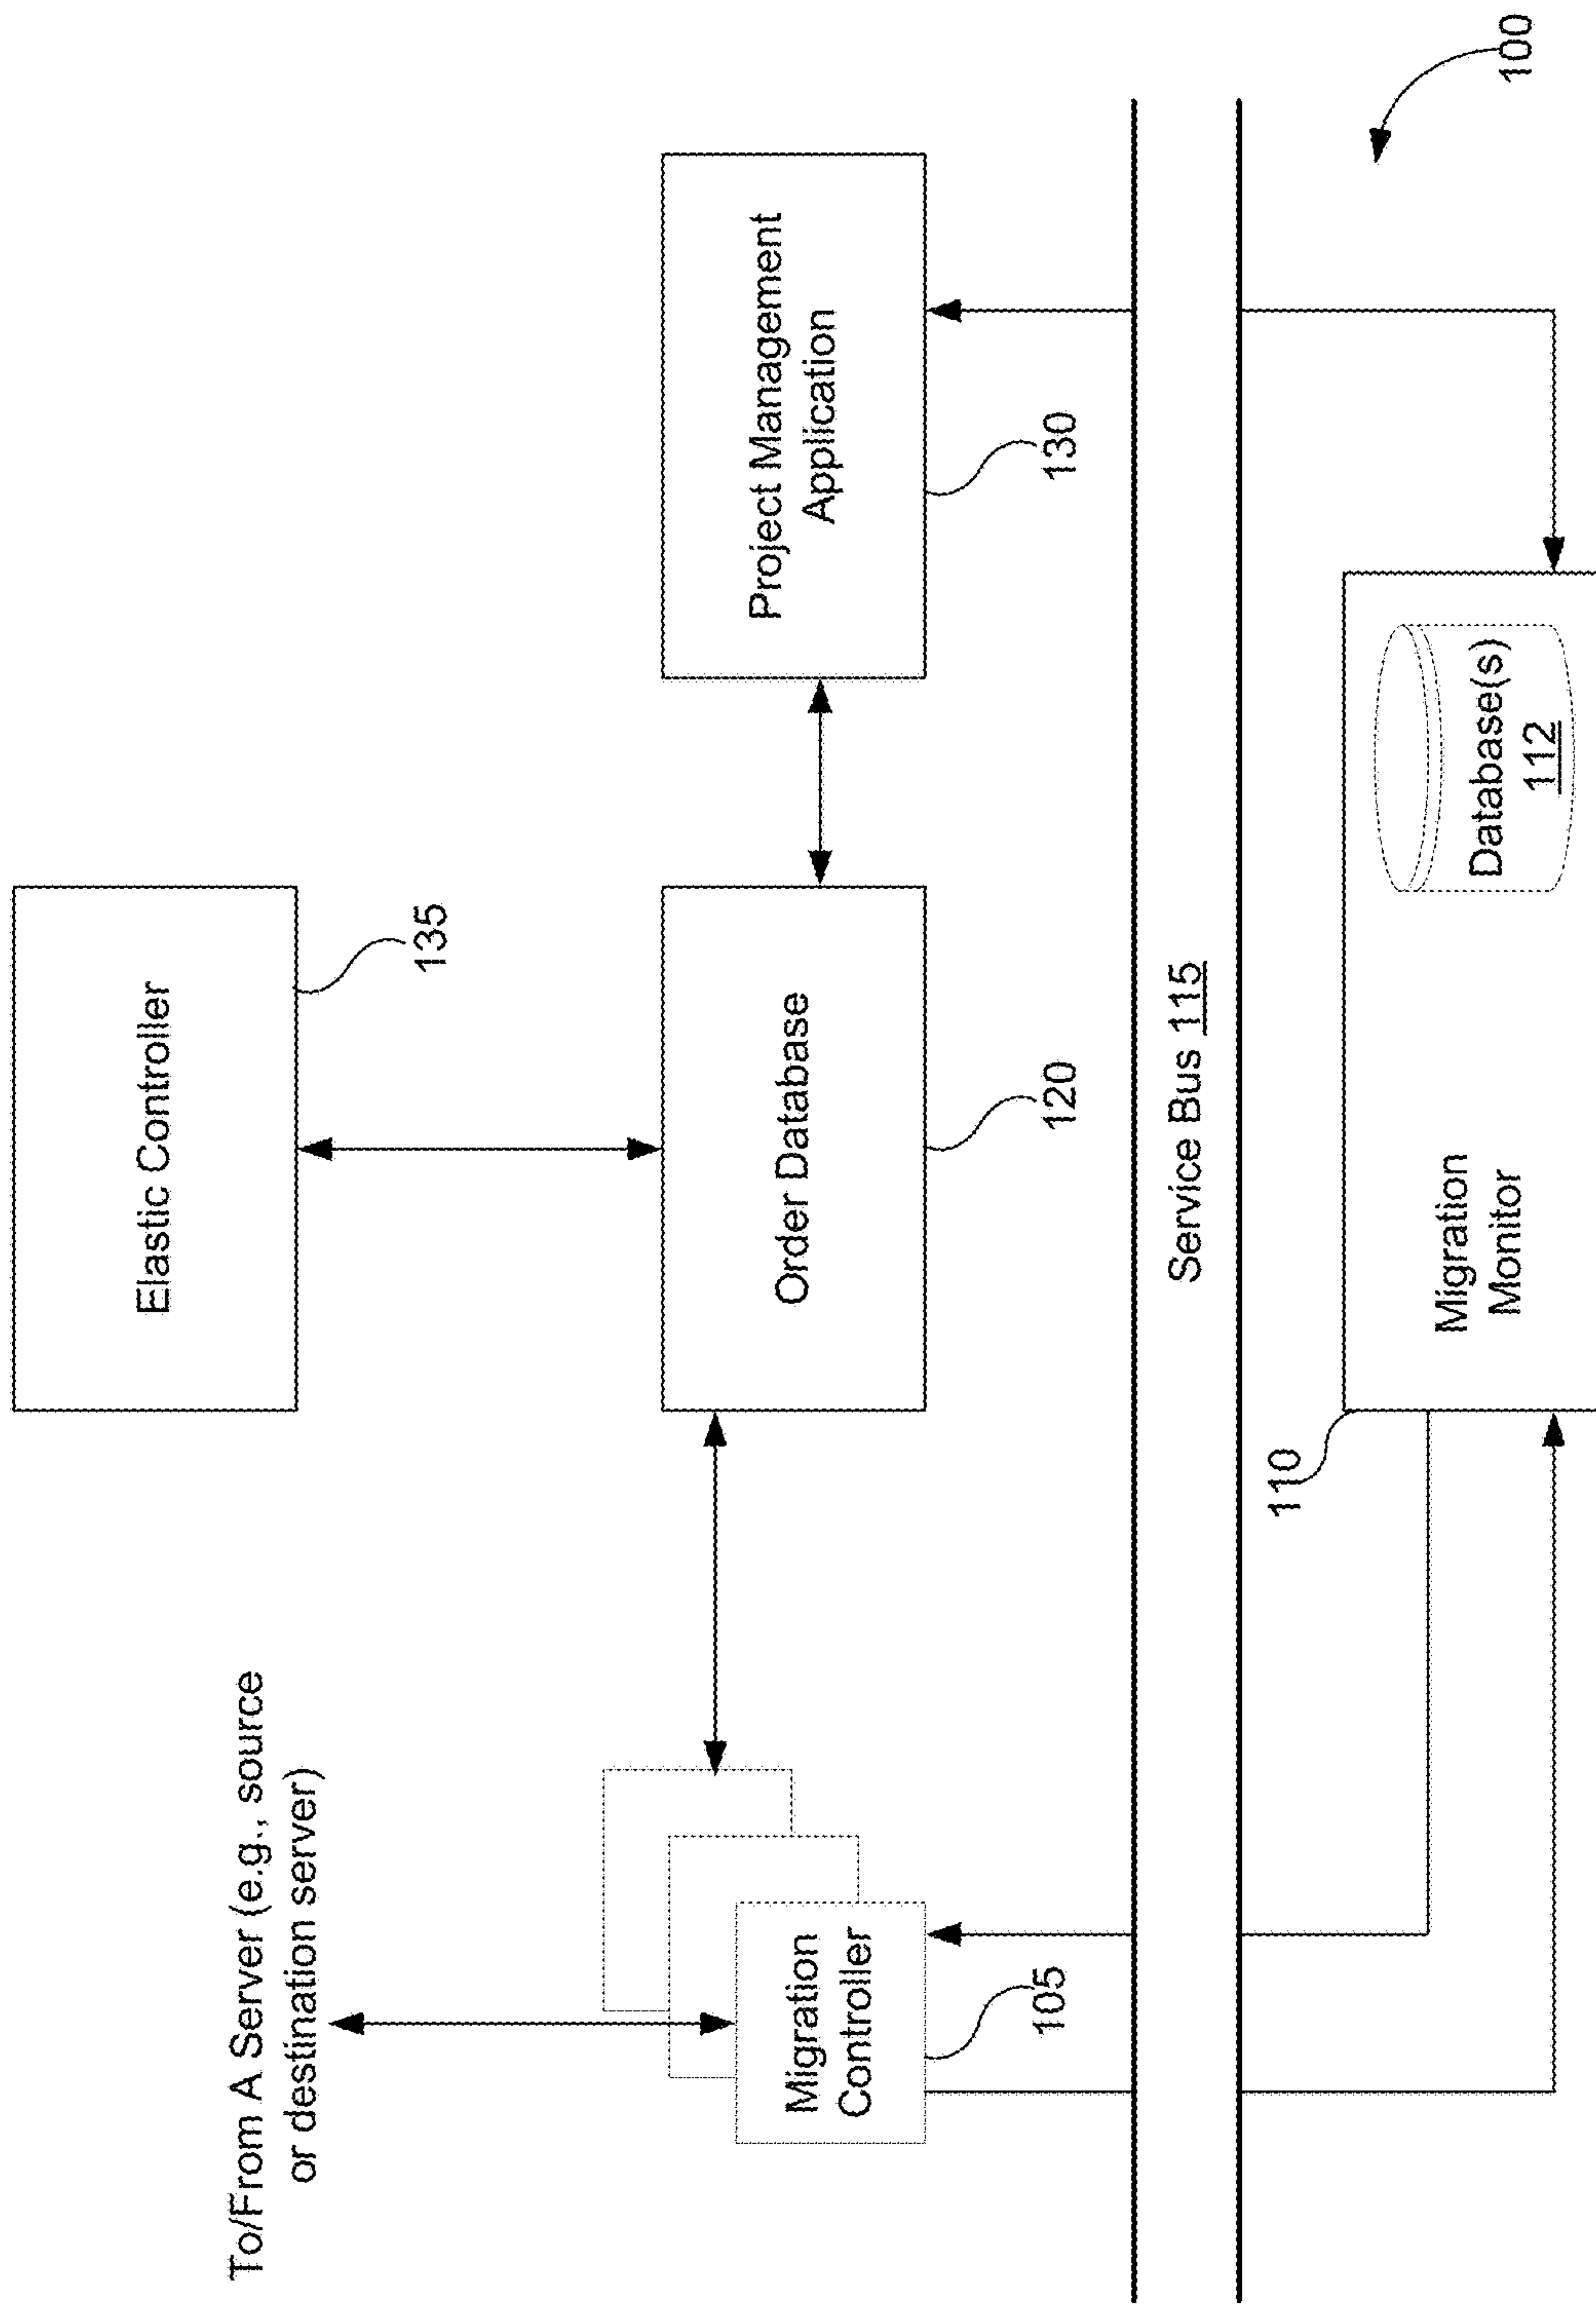 Elastic Controller
135
To/From A Server (e.g., source
or destination server)
Migration
Controller
105
Order Database
120
Project Management
Application
130
Service Bus 115
110
Migration
Monitor
Database(s)
112
100